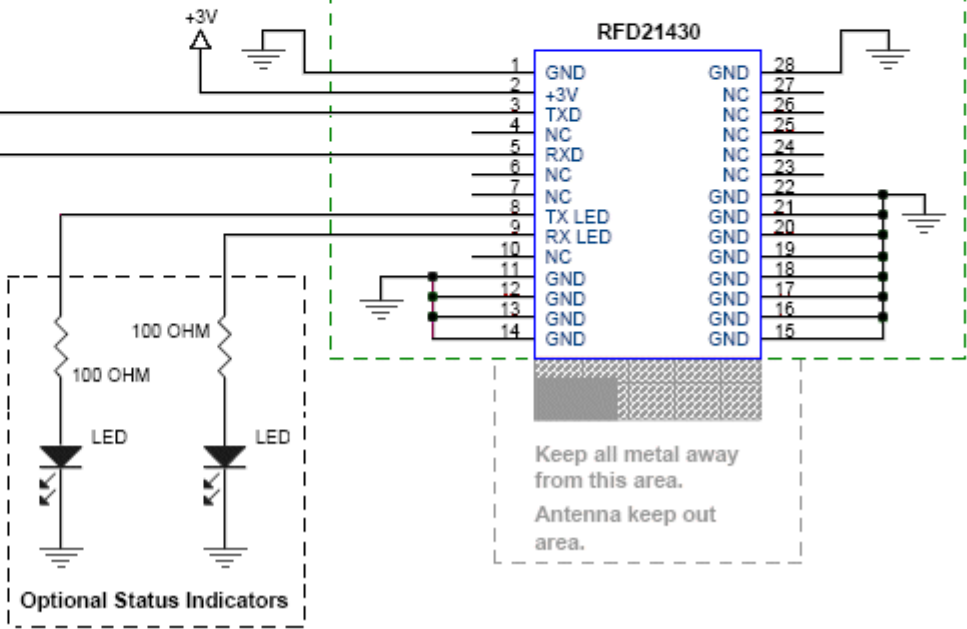 +3V
RFD21430
1 GND GND 28
2 +3V NC 27
3 TXD NC 26
4 NC NC 25
5 RXD NC 24
6 NC NC 23
7 NC GND 22
8 TX LED GND 21
9 RX LED GND 20
10 NC GND 19
11 GND GND 18
12 GND GND 17
13 GND GND 16
14 GND GND 15
100 OHM
100 OHM
LED
LED
Keep all metal away
from this area.
Antenna keep out
area.
Optional Status Indicators